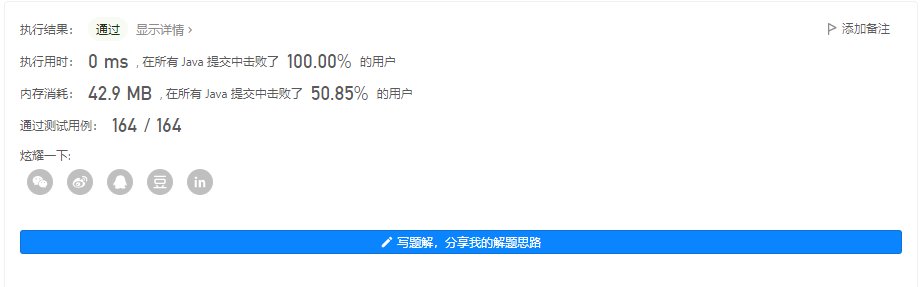 执行结果： 通过 显示详情 › 添加备注
执行用时： 0 ms , 在所有 Java 提交中击败了 100.00% 的用户
内存消耗： 42.9 MB , 在所有 Java 提交中击败了 50.85% 的用户
通过测试用例： 164 / 164
炫耀一下:
豆 in
写题解，分享我的解题思路